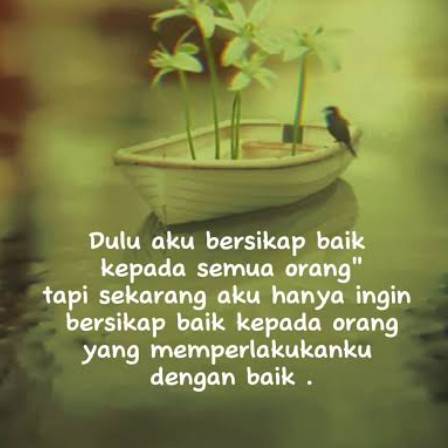 Dulu aku bersikap baik
kepada semua orang"
tapi sekarang aku hanya ingin
bersikap baik kepada orang
yang memperlakukanku
dengan baik .